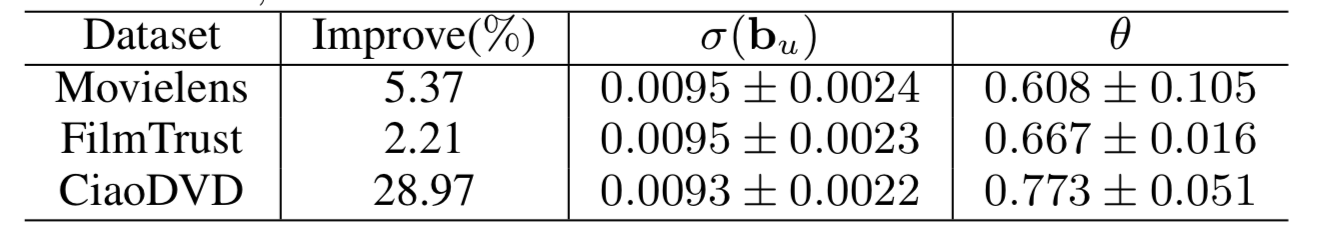 Dataset Improve(%) σ(b_u) θ
Movielens 5.37 0.0095 ± 0.0024 0.608 ± 0.105
FilmTrust 2.21 0.0095 ± 0.0023 0.667 ± 0.016
CiaoDVD 28.97 0.0093 ± 0.0022 0.773 ± 0.051